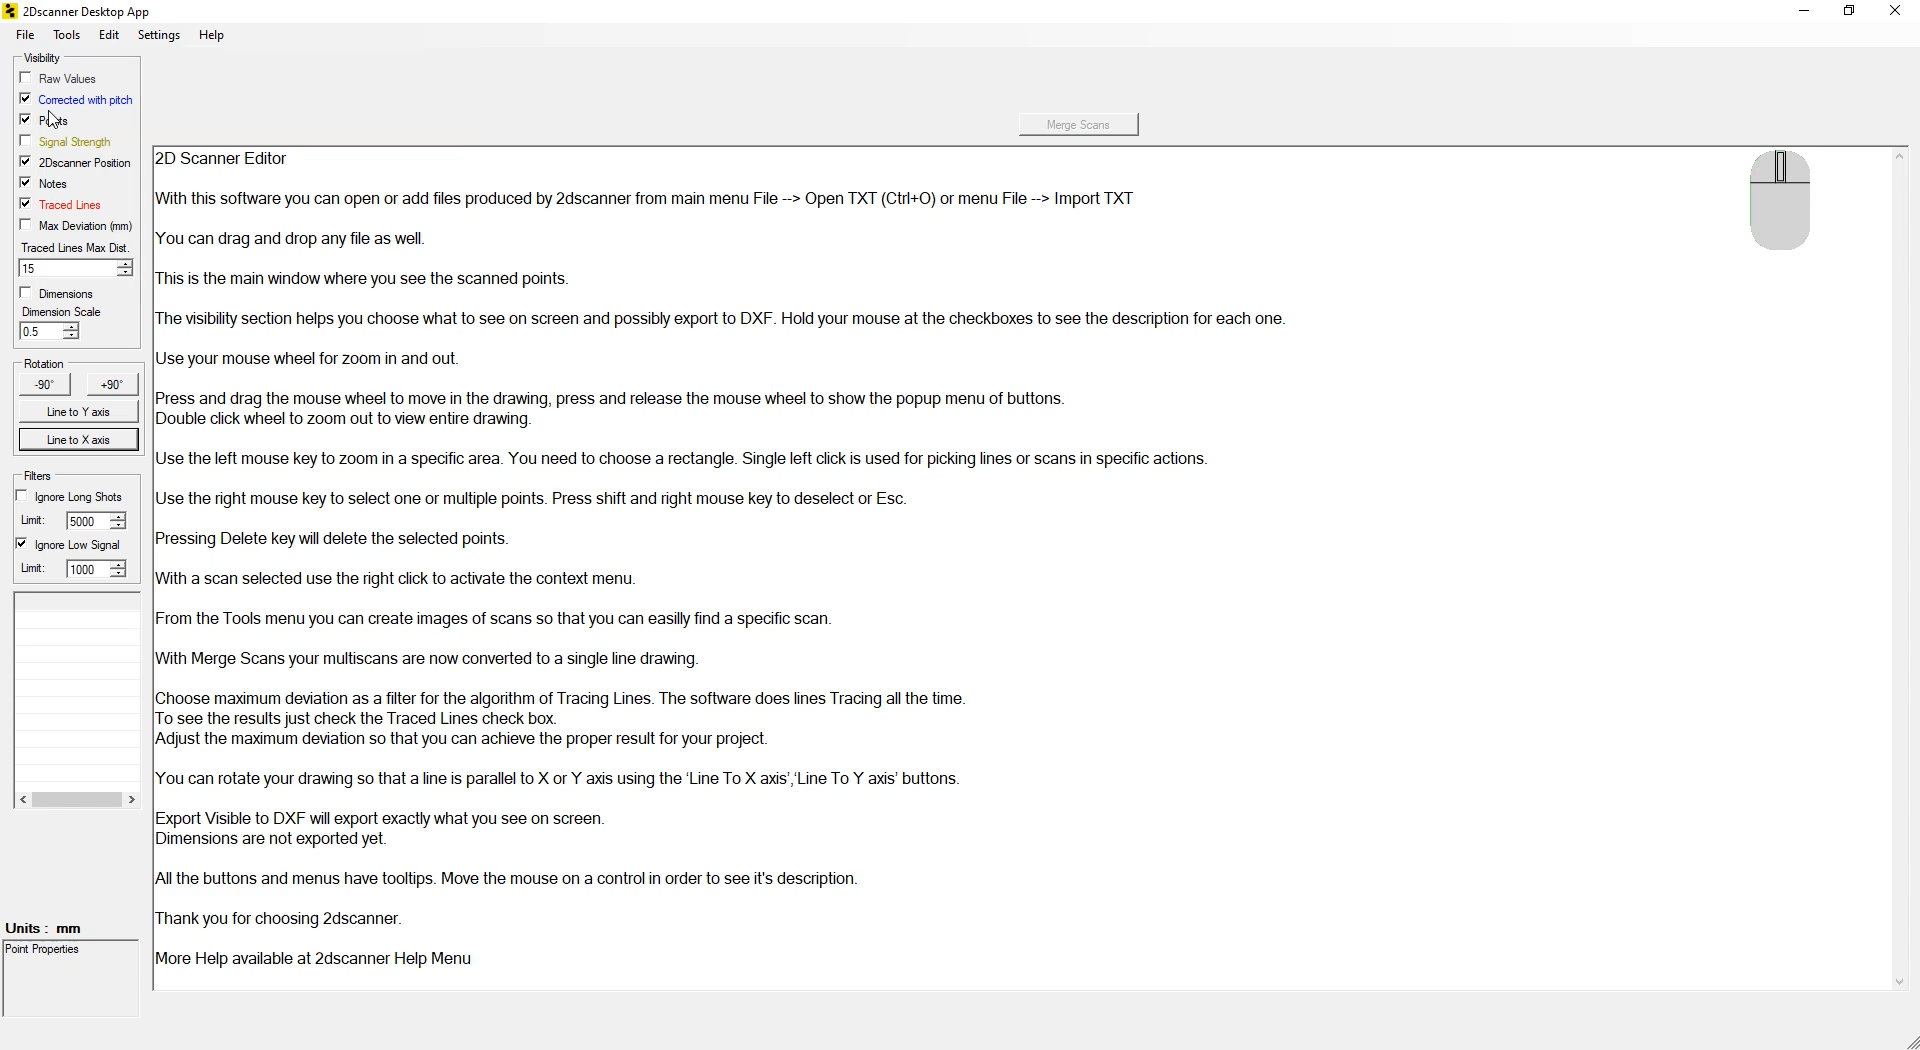 2Dscanner Desktop App
File Tools Edit Settings Help
Visibility
Raw Values
Corrected with pitch
Signal Strength
2Dscanner Position
Notes
Traced Lines
Max Deviation (mm)
Traced Lines Max Dist.
15
Dimensions
Dimension Scale
0.5
Rotation
-90° +90°
Line to Y axis
Line to X axis
Filters
Ignore Long Shots
Limit: 5000
Ignore Low Signal
Limit: 1000
Units : mm
Point Properties
Merge Scans
2D Scanner Editor
With this software you can open or add files produced by 2dscanner from main menu File --> Open TXT (Ctrl+O) or menu File --> Import TXT
You can drag and drop any file as well.
This is the main window where you see the scanned points.
The visibility section helps you choose what to see on screen and possibly export to DXF. Hold your mouse at the checkboxes to see the description for each one.
Use your mouse wheel for zoom in and out.
Press and drag the mouse wheel to move in the drawing, press and release the mouse wheel to show the popup menu of buttons.
Double click wheel to zoom out to view entire drawing.
Use the left mouse key to zoom in a specific area. You need to choose a rectangle. Single left click is used for picking lines or scans in specific actions.
Use the right mouse key to select one or multiple points. Press shift and right mouse key to deselect or Esc.
Pressing Delete key will delete the selected points.
With a scan selected use the right click to activate the context menu.
From the Tools menu you can create images of scans so that you can easilly find a specific scan.
With Merge Scans your multiscans are now converted to a single line drawing.
Choose maximum deviation as a filter for the algorithm of Tracing Lines. The software does lines Tracing all the time.
To see the results just check the Traced Lines check box.
Adjust the maximum deviation so that you can achieve the proper result for your project.
You can rotate your drawing so that a line is parallel to X or Y axis using the ‘Line To X axis’,‘Line To Y axis’ buttons.
Export Visible to DXF will export exactly what you see on screen.
Dimensions are not exported yet.
All the buttons and menus have tooltips. Move the mouse on a control in order to see it's description.
Thank you for choosing 2dscanner.
More Help available at 2dscanner Help Menu